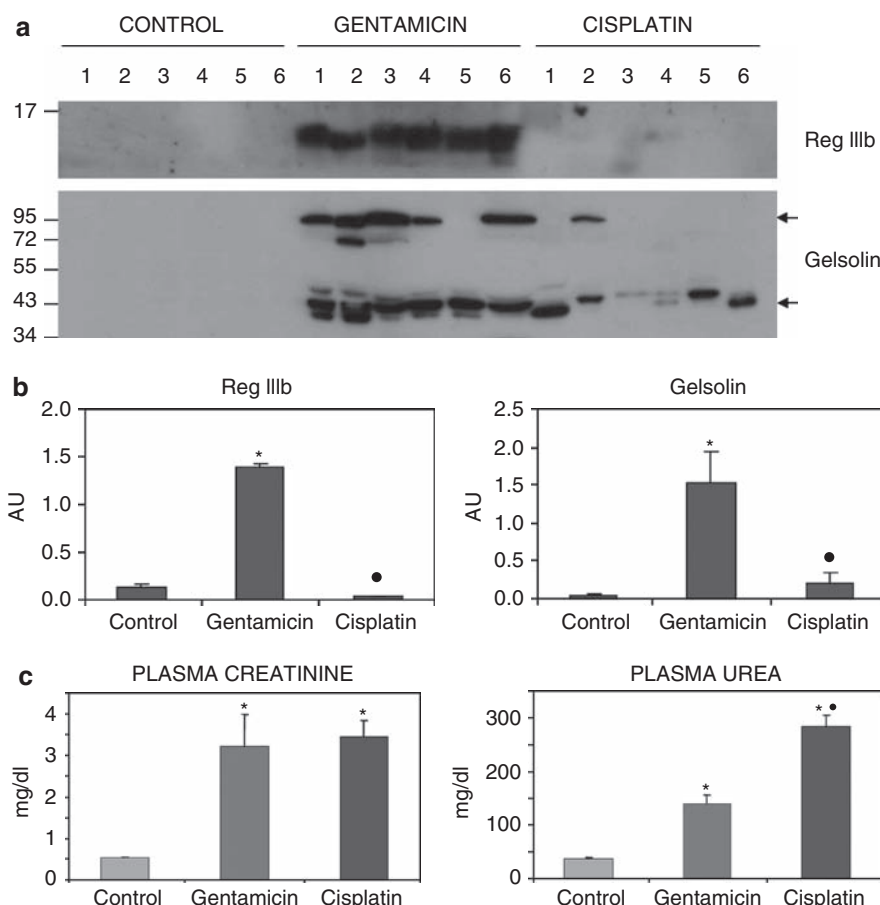 a
CONTROL GENTAMICIN CISPLATIN
1 2 3 4 5 6 1 2 3 4 5 6 1 2 3 4 5 6
17
Reg IIIb
95
72
55
43
34
Gelsolin
b
Reg IIIb
2.0
1.5
1.0
0.5
0.0
AU
*
●
Control Gentamicin Cisplatin
Gelsolin
2.5
2.0
1.5
1.0
0.5
0.0
AU
*
●
Control Gentamicin Cisplatin
c
PLASMA CREATININE
4
3
2
1
0
mg/dl
* *
Control Gentamicin Cisplatin
PLASMA UREA
300
200
100
0
mg/dl
*
* ●
Control Gentamicin Cisplatin